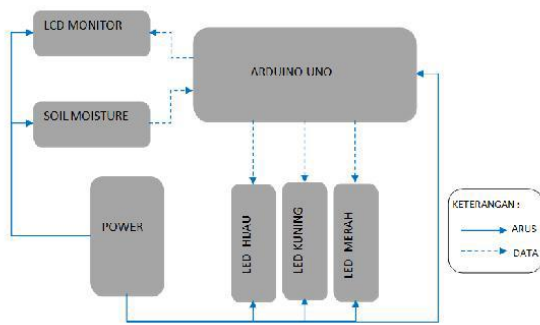 LCD MONITOR
ARDUINO UNO
SOIL MOISTURE
POWER
LED HIJAU
LED KUNING
LED MERAH
KETERANGAN :
ARUS
DATA